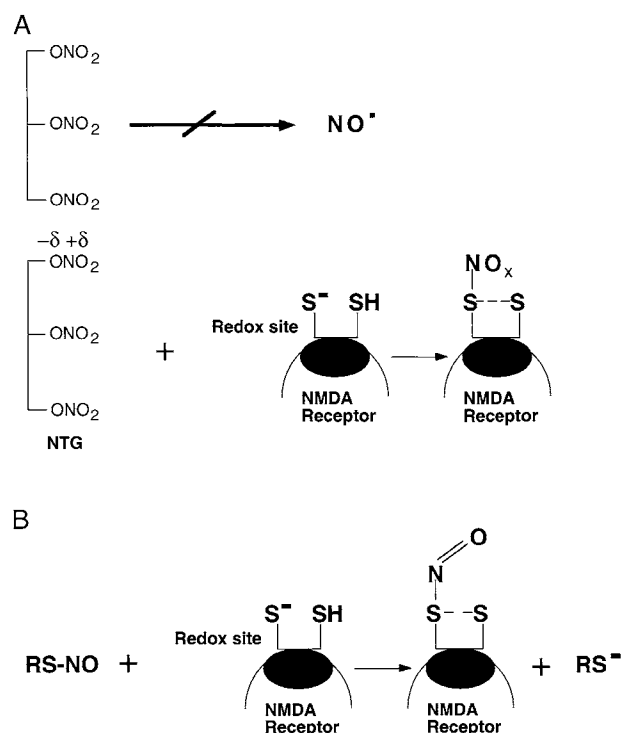 A
ONO2
ONO2 NO•
ONO2
−δ +δ
ONO2
NOx
S⁻ SH S---S
Redox site
ONO2 +
NMDA Receptor
NMDA Receptor
ONO2
NTG
B
O
N
S⁻ SH S--S
Redox site
RS-NO + + RS⁻
NMDA Receptor
NMDA Receptor